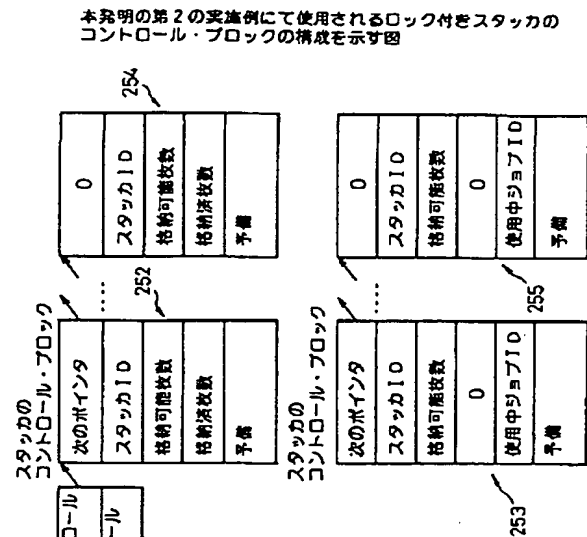 本発明の第2の実施例にて使用されるロック付きスタッカの
コントロール・ブロックの構成を示す図
スタッカの
コントロール・ブロック
252
254
ロール
ール
次のポインタ
スタッカID
格納可能枚数
格納済枚数
予備
....
0
スタッカID
格納可能枚数
格納済枚数
予備
スタッカの
コントロール・ブロック
253
255
次のポインタ
スタッカID
格納可能枚数
0
使用中ジョブID
予備
....
0
スタッカID
格納可能枚数
0
使用中ジョブID
予備